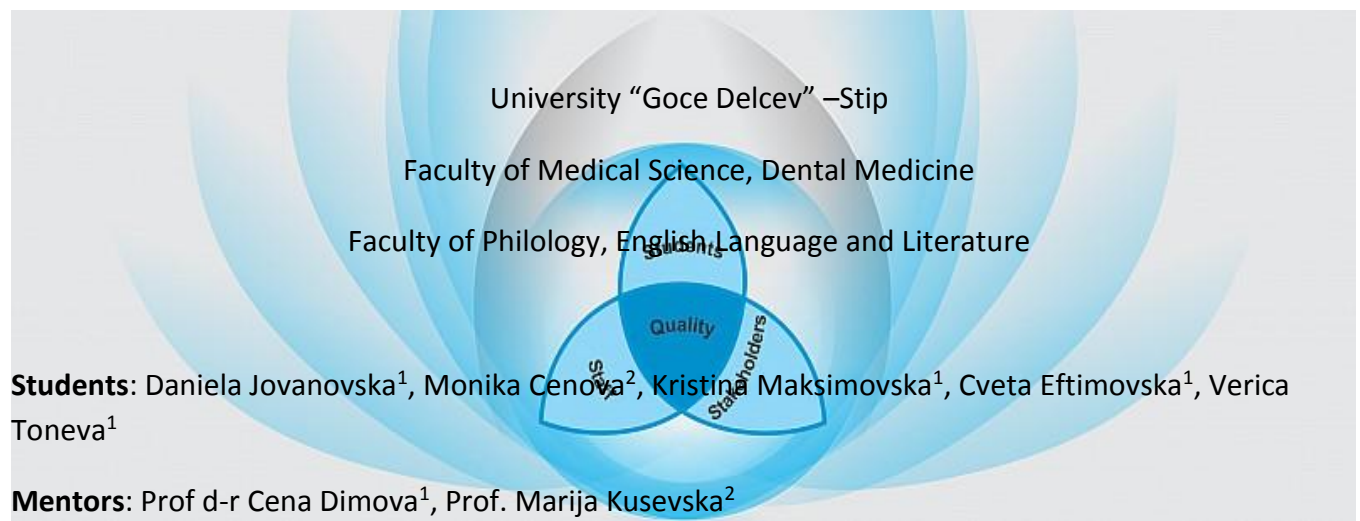 University “Goce Delcev” –Stip
Faculty of Medical Science, Dental Medicine
Faculty of Philology, English Language and Literature
Students
Quality
Staff
Stakeholders
Students: Daniela Jovanovska¹, Monika Cenova², Kristina Maksimovska¹, Cveta Eftimovska¹, Verica
Toneva¹
Mentors: Prof d-r Cena Dimova¹, Prof. Marija Kusevska²